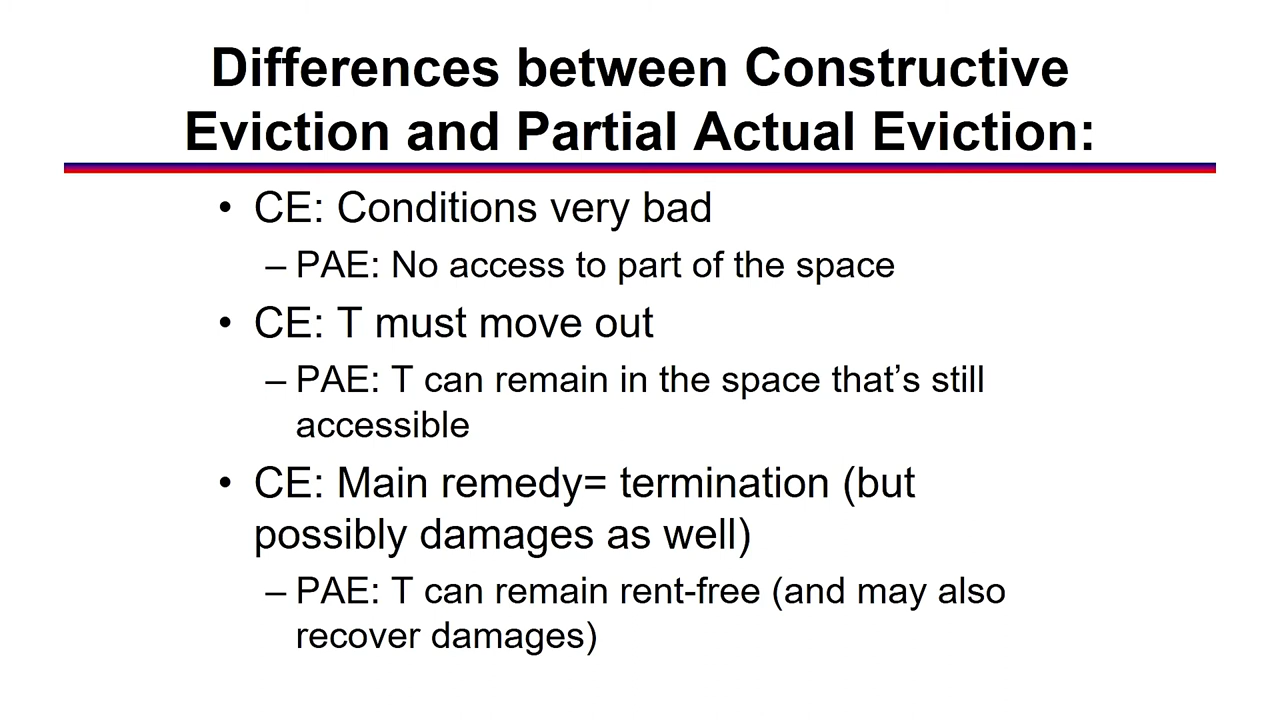 Differences between Constructive
Eviction and Partial Actual Eviction:
• CE: Conditions very bad
– PAE: No access to part of the space
• CE: T must move out
– PAE: T can remain in the space that’s still
accessible
• CE: Main remedy= termination (but
possibly damages as well)
– PAE: T can remain rent-free (and may also
recover damages)